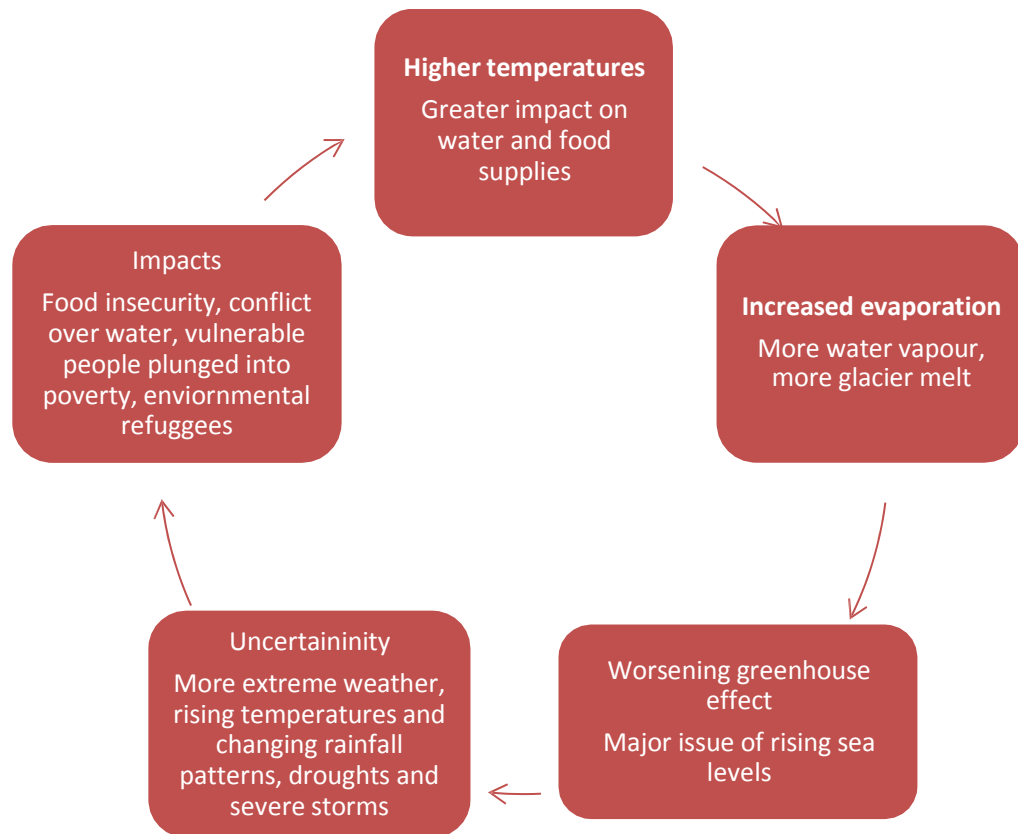 Higher temperatures
Greater impact on
water and food
supplies
Increased evaporation
More water vapour,
more glacier melt
Worsening greenhouse
effect
Major issue of rising sea
levels
Uncertaininity
More extreme weather,
rising temperatures and
changing rainfall
patterns, droughts and
severe storms
Impacts
Food insecurity, conflict
over water, vulnerable
people plunged into
poverty, enviornmental
refuggees